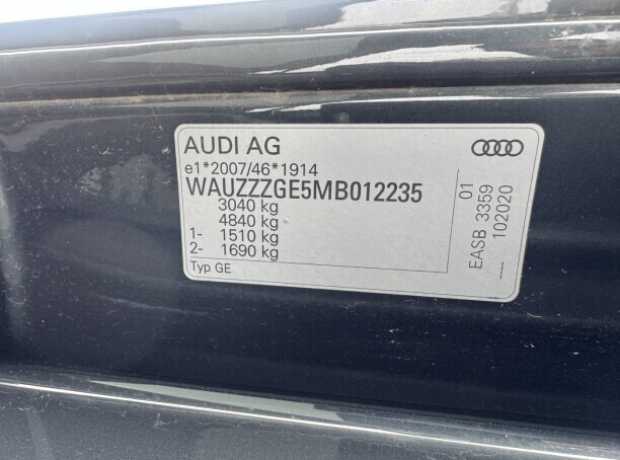 AUDI AG
e1*2007/46*1914
WAUZZZGE5MB012235
3040 kg
4840 kg
1- 1510 kg
2- 1690 kg
Typ GE
01
EASB 3359
102020